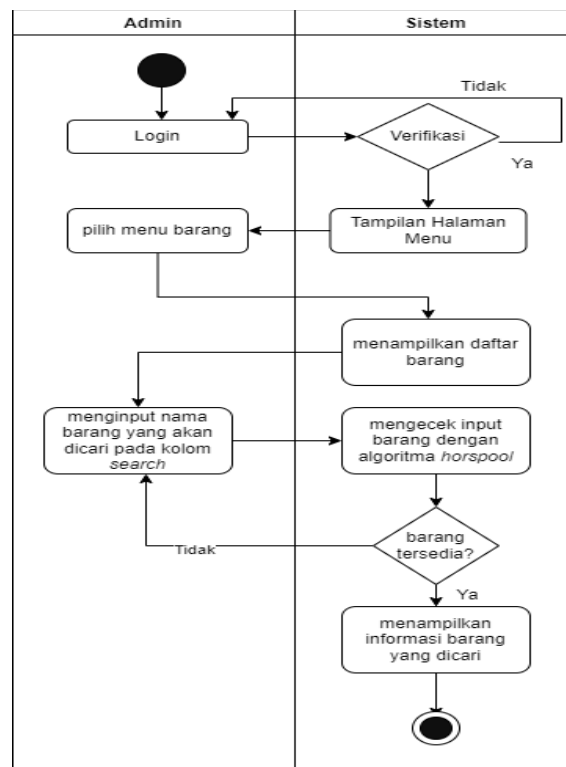 Admin
Sistem
Tidak
Login
Verifikasi
Ya
pilih menu barang
Tampilan Halaman
Menu
menampilkan daftar
barang
menginput nama
barang yang akan
dicari pada kolom
search
mengecek input
barang dengan
algoritma horspool
barang
tersedia?
Tidak
Ya
menampilkan
informasi barang
yang dicari